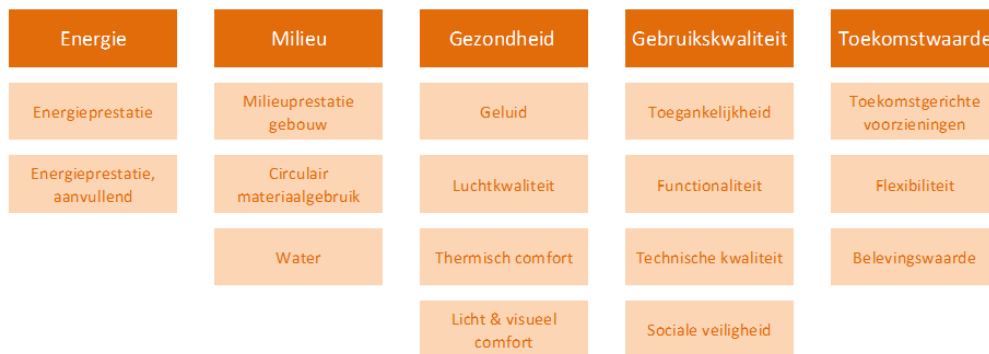 Energie
Milieu
Gezondheid
Gebruikskwaliteit
Toekomstwaarde
Energieprestatie
Milieuprestatie
gebouw
Geluid
Toegankelijkheid
Toekomstgerichte
voorzieningen
Energieprestatie,
aanvullend
Circulair
materiaalgebruik
Luchtkwaliteit
Functionaliteit
Flexibiliteit
Water
Thermisch comfort
Technische kwaliteit
Belevingswaarde
Licht & visueel
comfort
Sociale veiligheid